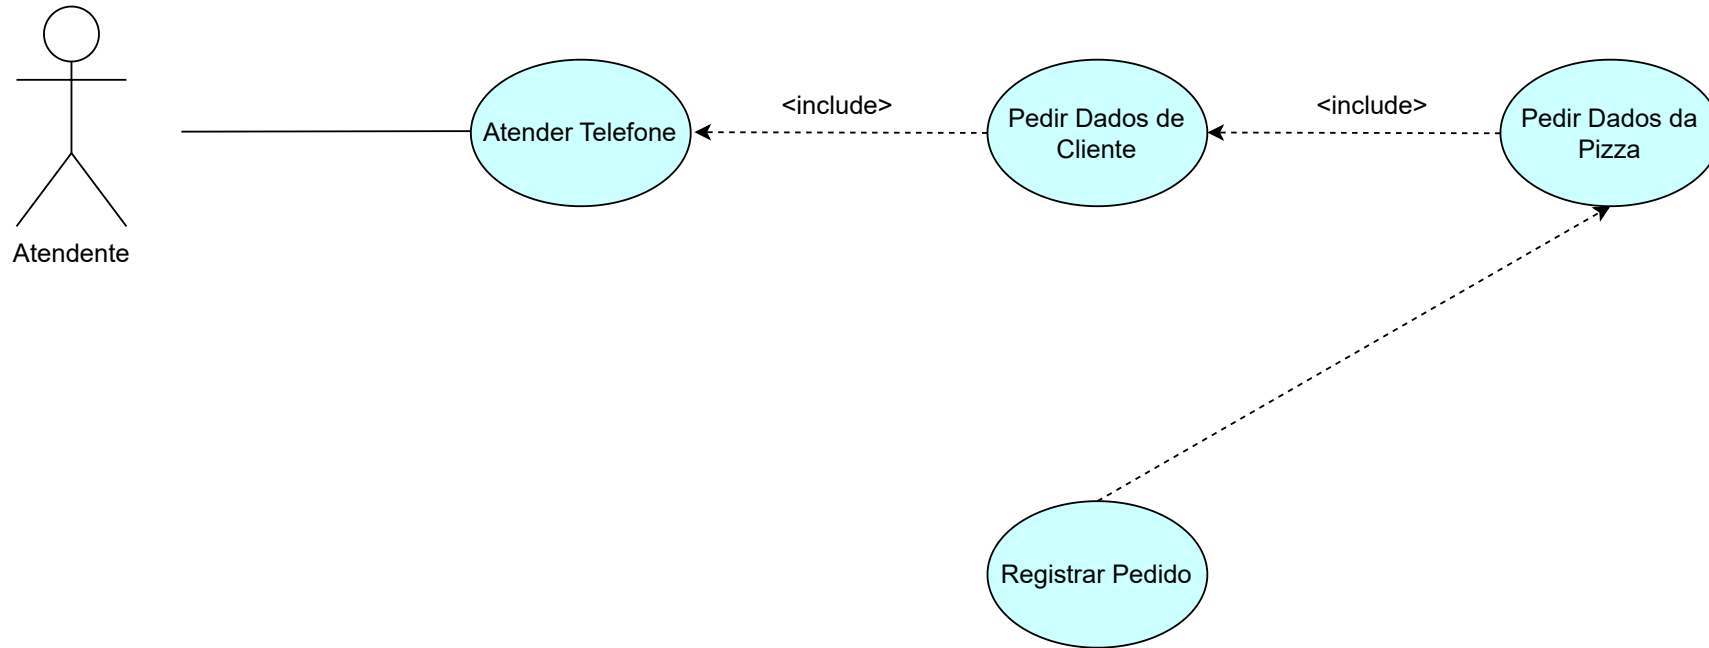 Atender Telefone
<include>
Pedir Dados de
Cliente
<include>
Pedir Dados da
Pizza
Atendente
Registrar Pedido